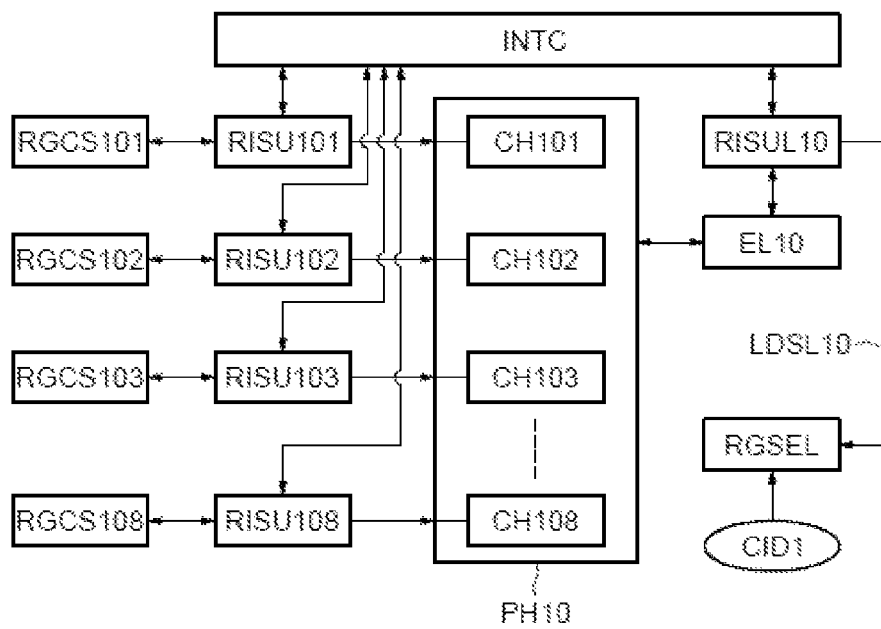 INTC
RGCS101 RISU101 CH101 RISUL10
RGCS102 RISU102 CH102 EL10
RGCS103 RISU103 CH103 LDSL10
RGSEL
RGCS108 RISU108 CH108 CID1
PH10